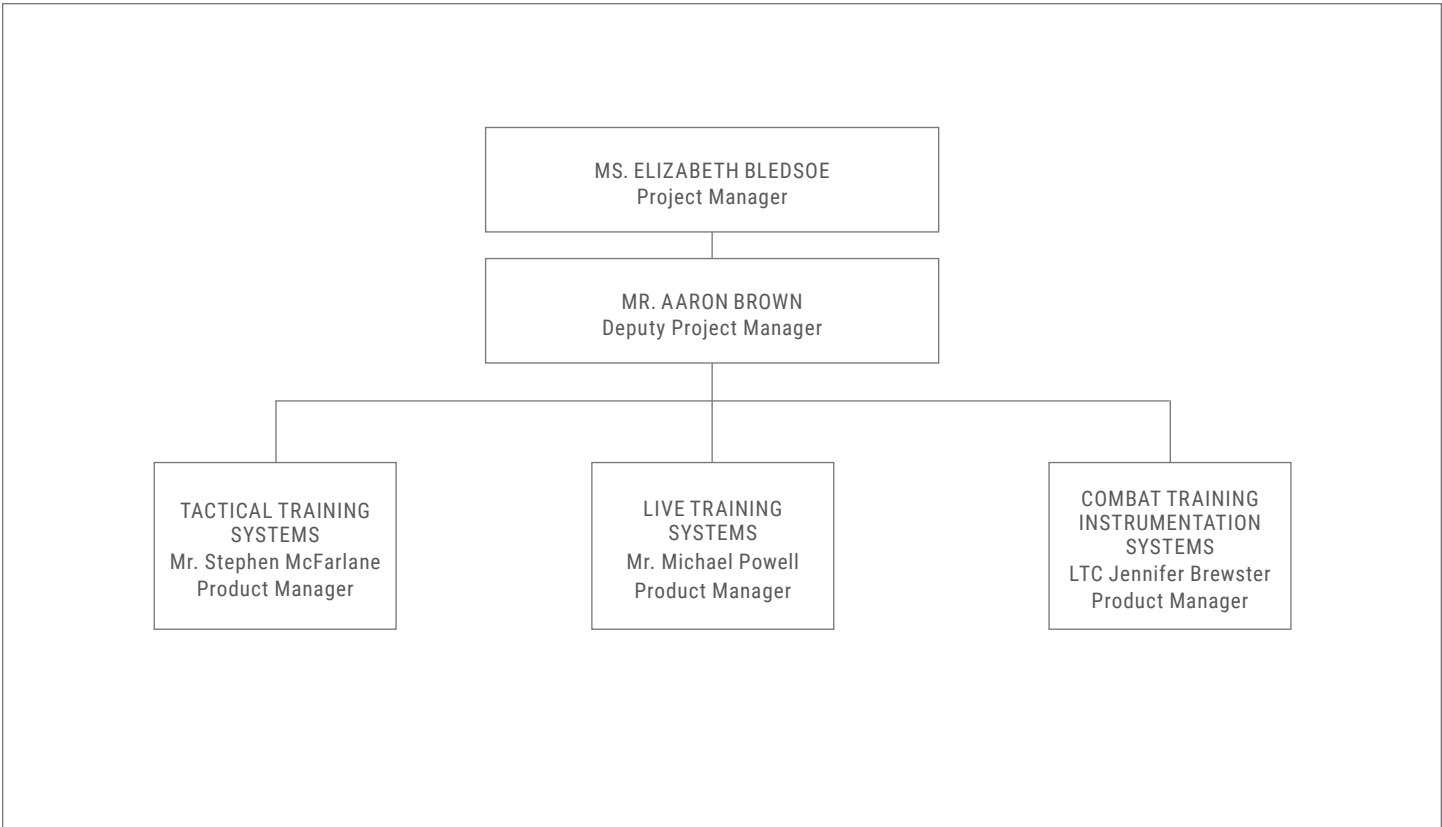 MS. ELIZABETH BLEDSOE
Project Manager
MR. AARON BROWN
Deputy Project Manager
TACTICAL TRAINING
SYSTEMS
Mr. Stephen McFarlane
Product Manager
LIVE TRAINING
SYSTEMS
Mr. Michael Powell
Product Manager
COMBAT TRAINING
INSTRUMENTATION
SYSTEMS
LTC Jennifer Brewster
Product Manager